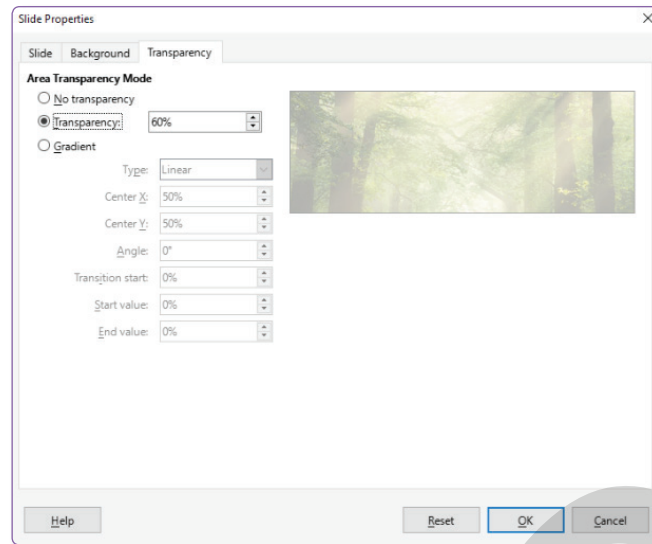 Slide Properties
Slide Background Transparency
Area Transparency Mode
No transparency
Transparency: 60%
Gradient
Type: Linear
Center X: 50%
Center Y: 50%
Angle: 0°
Transition start: 0%
Start value: 0%
End value: 0%
Help Reset OK Cancel